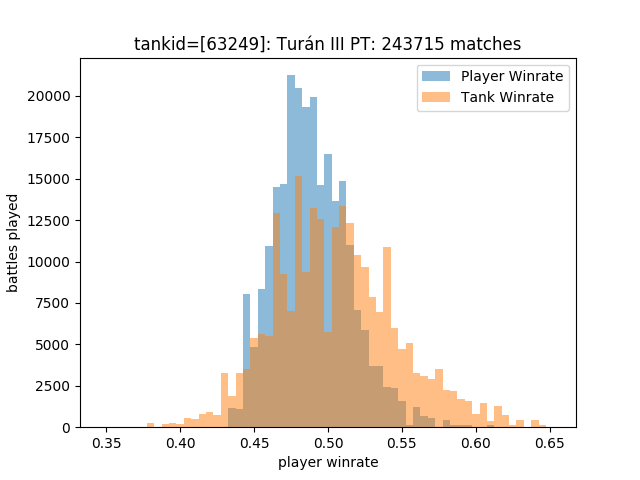 tankid=[63249]: Turán III PT: 243715 matches
Player Winrate
Tank Winrate
20000
17500
15000
12500
10000
7500
5000
2500
0
battles played
0.35 0.40 0.45 0.50 0.55 0.60 0.65
player winrate